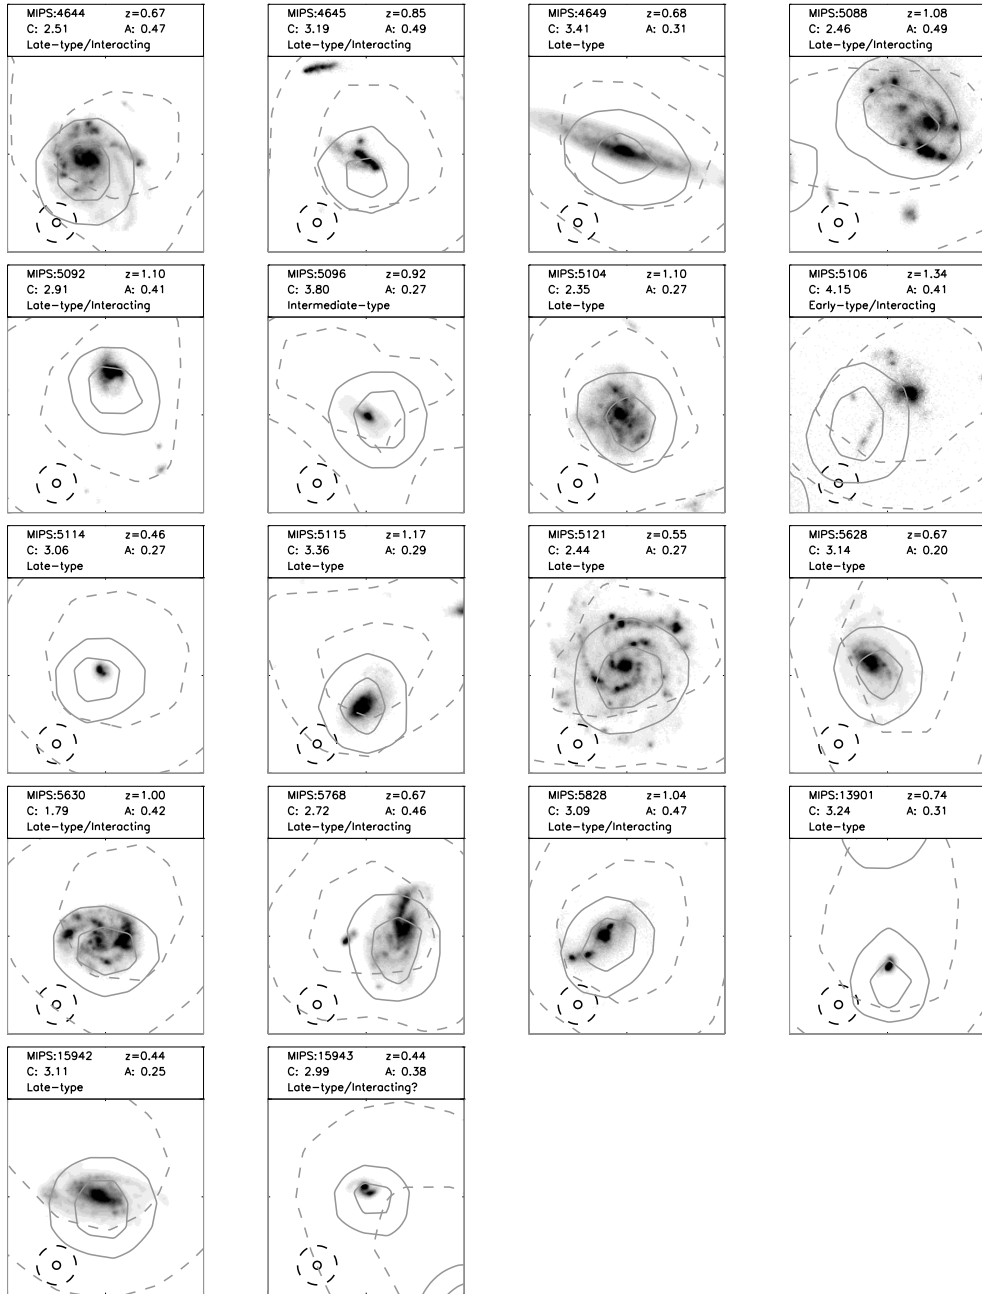 MIPS:4644 z=0.67
C: 2.51 A: 0.47
Late-type/Interacting
MIPS:4645 z=0.85
C: 3.19 A: 0.49
Late-type/Interacting
MIPS:4649 z=0.68
C: 3.41 A: 0.31
Late-type
MIPS:5088 z=1.08
C: 2.46 A: 0.49
Late-type/Interacting
MIPS:5092 z=1.10
C: 2.91 A: 0.41
Late-type/Interacting
MIPS:5096 z=0.92
C: 3.80 A: 0.27
Intermediate-type
MIPS:5104 z=1.10
C: 2.35 A: 0.27
Late-type
MIPS:5106 z=1.34
C: 4.15 A: 0.41
Early-type/Interacting
MIPS:5114 z=0.46
C: 3.06 A: 0.27
Late-type
MIPS:5115 z=1.17
C: 3.36 A: 0.29
Late-type
MIPS:5121 z=0.55
C: 2.44 A: 0.27
Late-type
MIPS:5628 z=0.67
C: 3.14 A: 0.20
Late-type
MIPS:5630 z=1.00
C: 1.79 A: 0.42
Late-type/Interacting
MIPS:5768 z=0.67
C: 2.72 A: 0.46
Late-type/Interacting
MIPS:5828 z=1.04
C: 3.09 A: 0.47
Late-type/Interacting
MIPS:13901 z=0.74
C: 3.24 A: 0.31
Late-type
MIPS:15942 z=0.44
C: 3.11 A: 0.25
Late-type
MIPS:15943 z=0.44
C: 2.99 A: 0.38
Late-type/Interacting?